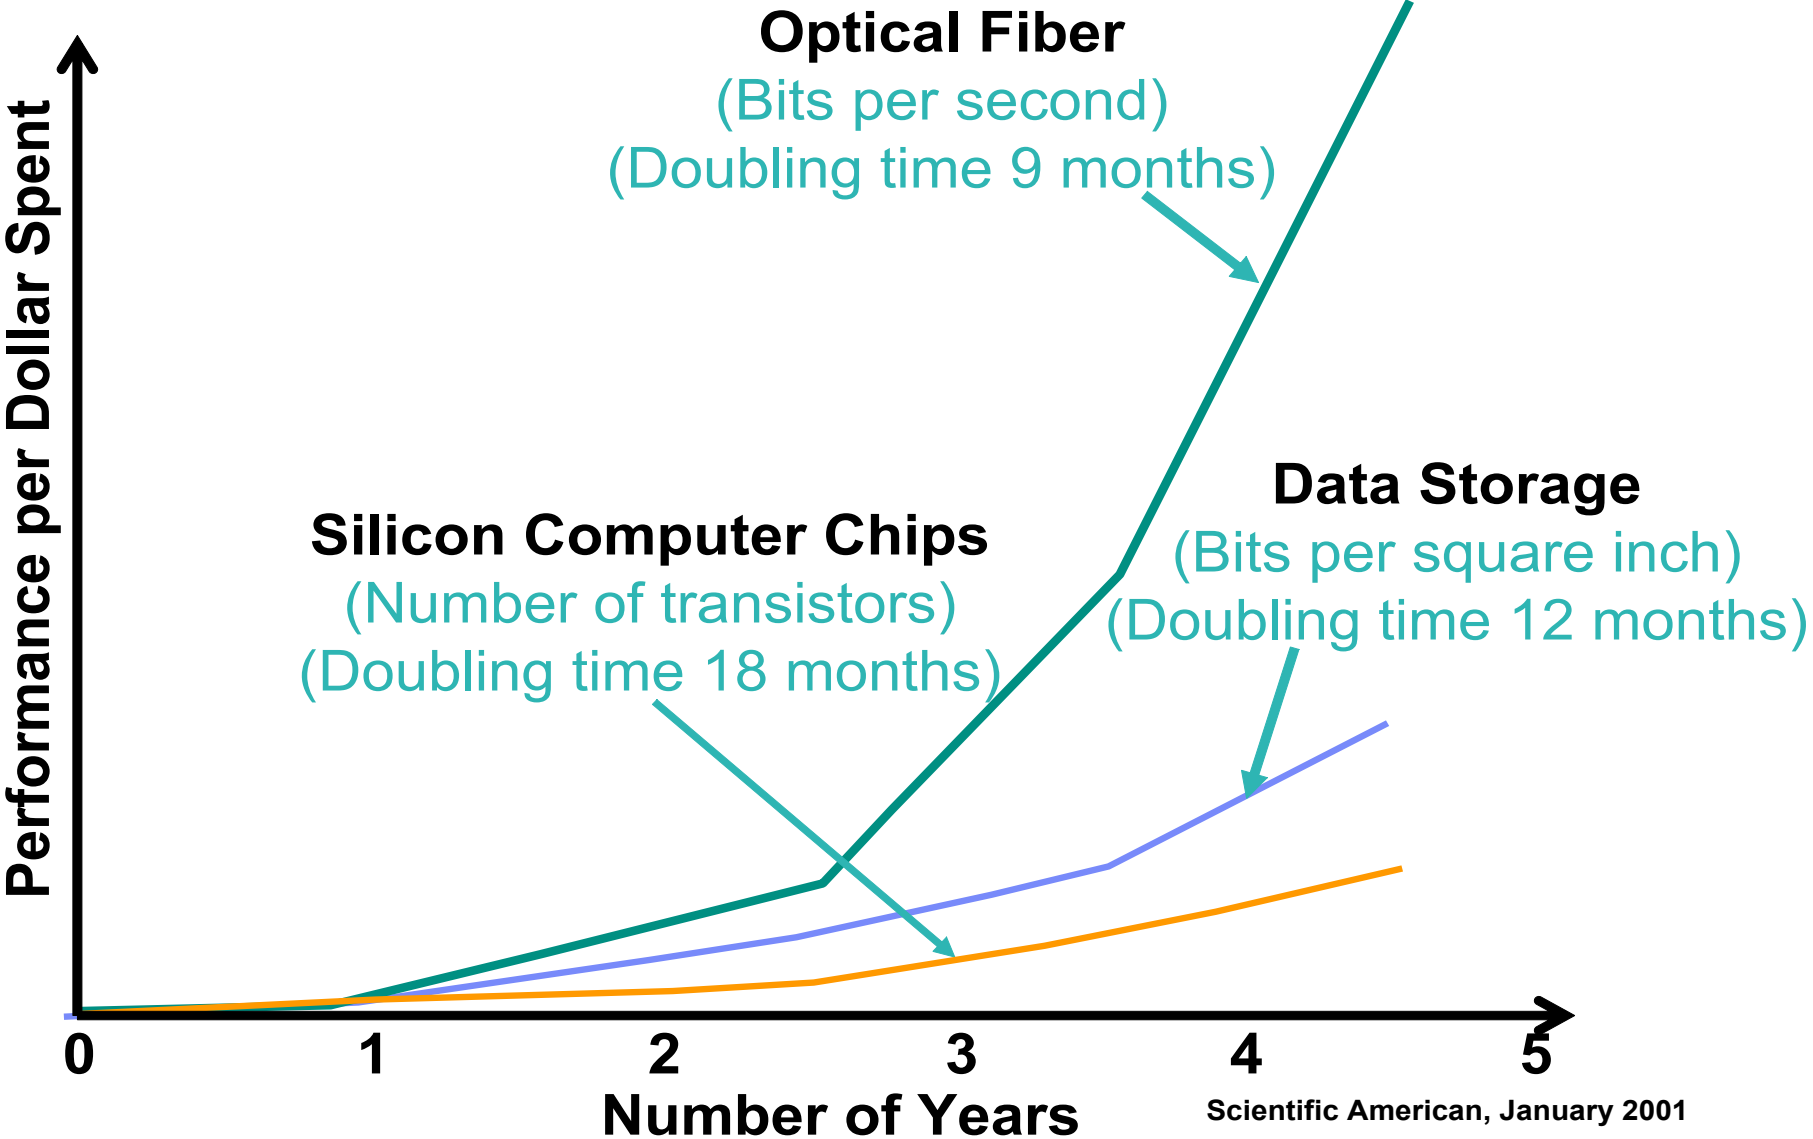 Optical Fiber
(Bits per second)
(Doubling time 9 months)
Performance per Dollar Spent
Data Storage
(Bits per square inch)
(Doubling time 12 months)
Silicon Computer Chips
(Number of transistors)
(Doubling time 18 months)
0 1 2 3 4 5
Number of Years
Scientific American, January 2001